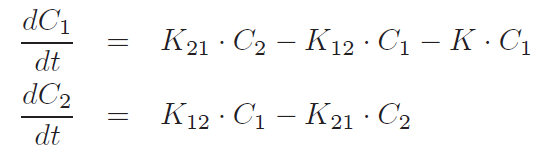 dC₁/dt = K₂₁ · C₂ − K₁₂ · C₁ − K · C₁
dC₂/dt = K₁₂ · C₁ − K₂₁ · C₂